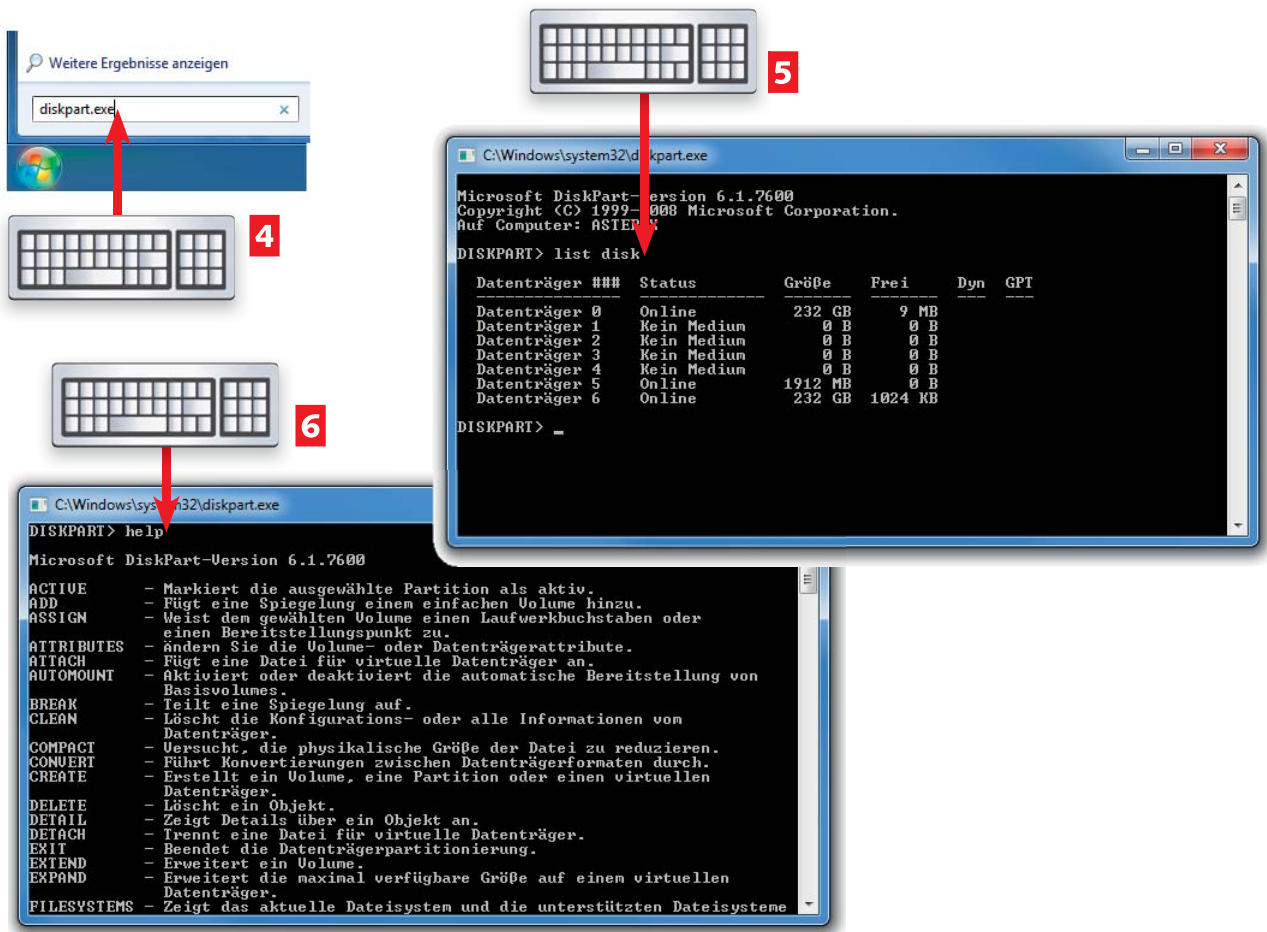 Weitere Ergebnisse anzeigen
diskpart.exe
4
5
C:\Windows\system32\diskpart.exe
Microsoft DiskPart-Version 6.1.7600
Copyright (C) 1999-2008 Microsoft Corporation.
Auf Computer: ASTERIX
DISKPART> list disk
Datenträger ### Status Größe Frei Dyn GPT
Datenträger 0 Online 232 GB 9 MB
Datenträger 1 Kein Medium 0 B 0 B
Datenträger 2 Kein Medium 0 B 0 B
Datenträger 3 Kein Medium 0 B 0 B
Datenträger 4 Kein Medium 0 B 0 B
Datenträger 5 Online 1912 MB 0 B
Datenträger 6 Online 232 GB 1024 KB
DISKPART> _
6
C:\Windows\system32\diskpart.exe
DISKPART> help
Microsoft DiskPart-Version 6.1.7600
ACTIVE – Markiert die ausgewählte Partition als aktiv.
ADD – Fügt eine Spiegelung einem einfachen Volume hinzu.
ASSIGN – Weist dem gewählten Volume einen Laufwerkbuchstaben oder
einen Bereitstellungspunkt zu.
ATTRIBUTES – Ändern Sie die Volume- oder Datenträgerattribute.
ATTACH – Fügt eine Datei für virtuelle Datenträger an.
AUTOMOUNT – Aktiviert oder deaktiviert die automatische Bereitstellung von
Basisvolumes.
BREAK – Teilt eine Spiegelung auf.
CLEAN – Löscht die Konfigurations- oder alle Informationen vom
Datenträger.
COMPACT – Versucht, die physikalische Größe der Datei zu reduzieren.
CONVERT – Führt Konvertierungen zwischen Datenträgerformaten durch.
CREATE – Erstellt ein Volume, eine Partition oder einen virtuellen
Datenträger.
DELETE – Löscht ein Objekt.
DETAIL – Zeigt Details über ein Objekt an.
DETACH – Trennt eine Datei für virtuelle Datenträger.
EXIT – Beendet die Datenträgerpartitionierung.
EXTEND – Erweitert ein Volume.
EXPAND – Erweitert die maximal verfügbare Größe auf einem virtuellen
Datenträger.
FILESYSTEMS – Zeigt das aktuelle Dateisystem und die unterstützten Dateisysteme